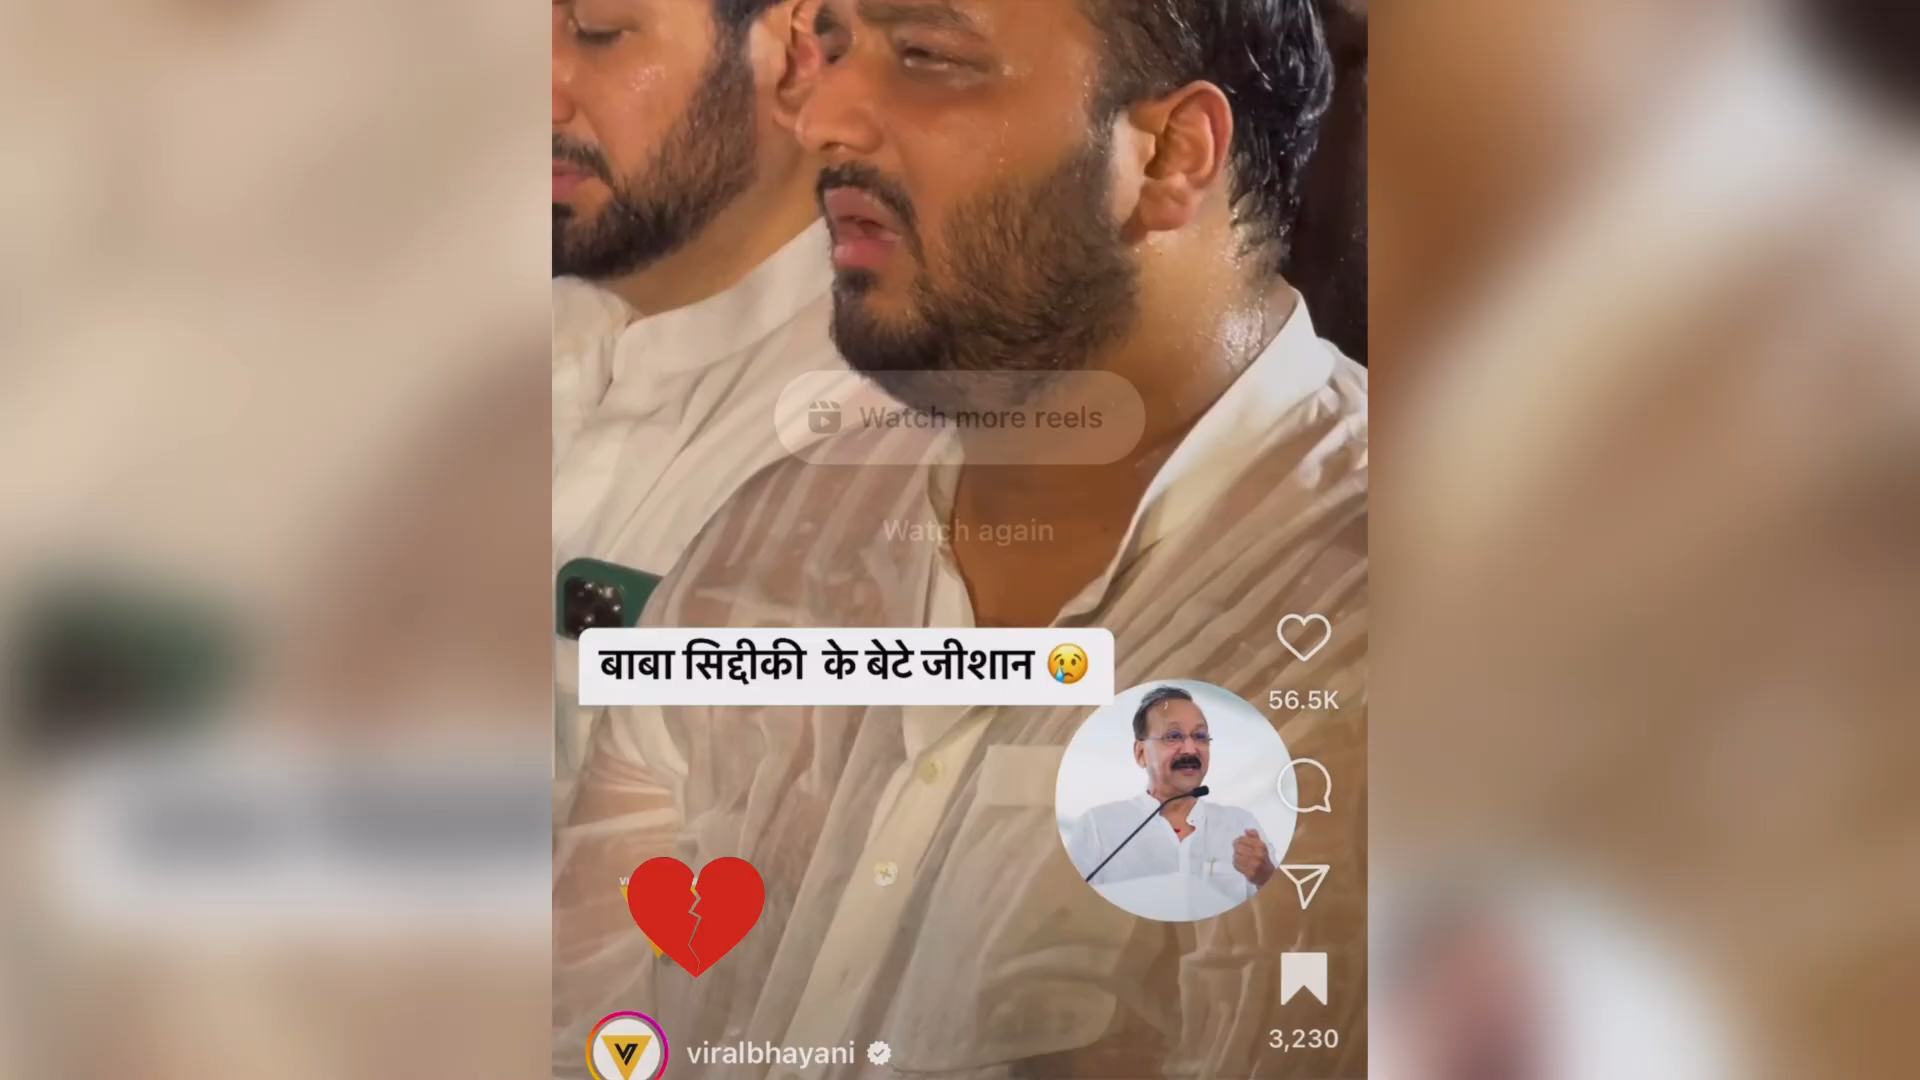 Watch more reels
Watch again
बाबा सिद्दीकी के बेटे जीशान 😢
56.5K
3,230
viralbhayani